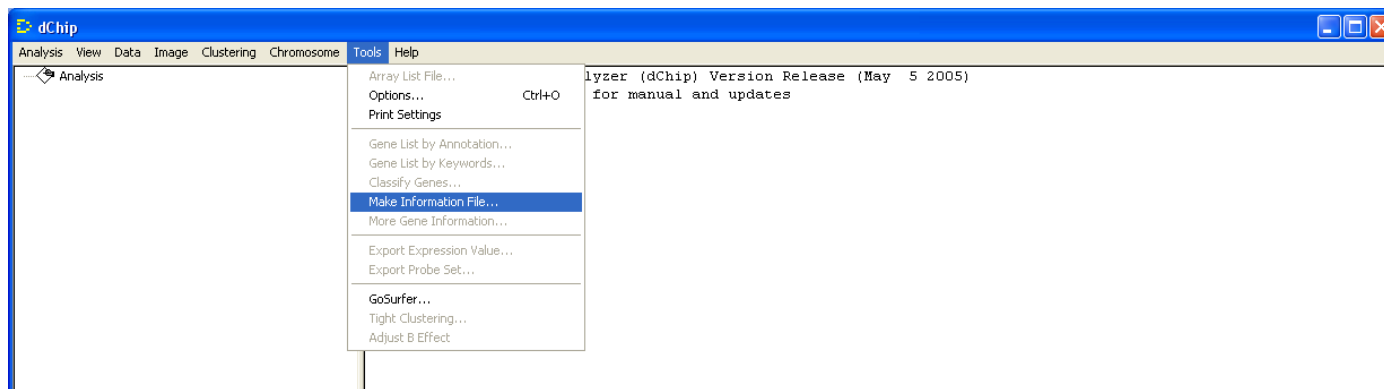 dChip
Analysis View Data Image Clustering Chromosome Tools Help
Analysis
lyzer (dChip) Version Release (May  5 2005)
for manual and updates
Array List File...
Options... Ctrl+O
Print Settings
Gene List by Annotation...
Gene List by Keywords...
Classify Genes...
Make Information File...
More Gene Information...
Export Expression Value...
Export Probe Set...
GoSurfer...
Tight Clustering...
Adjust B Effect